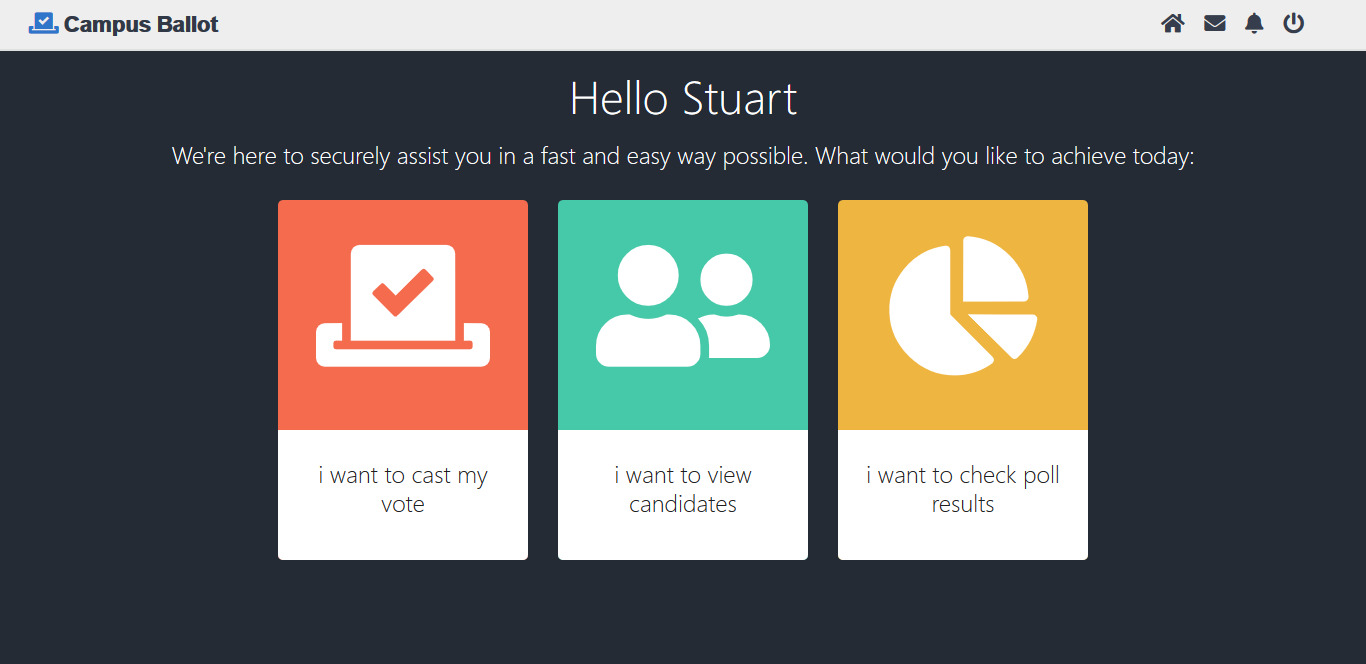 Campus Ballot
Hello Stuart
We're here to securely assist you in a fast and easy way possible. What would you like to achieve today:
i want to cast my
vote
i want to view
candidates
i want to check poll
results